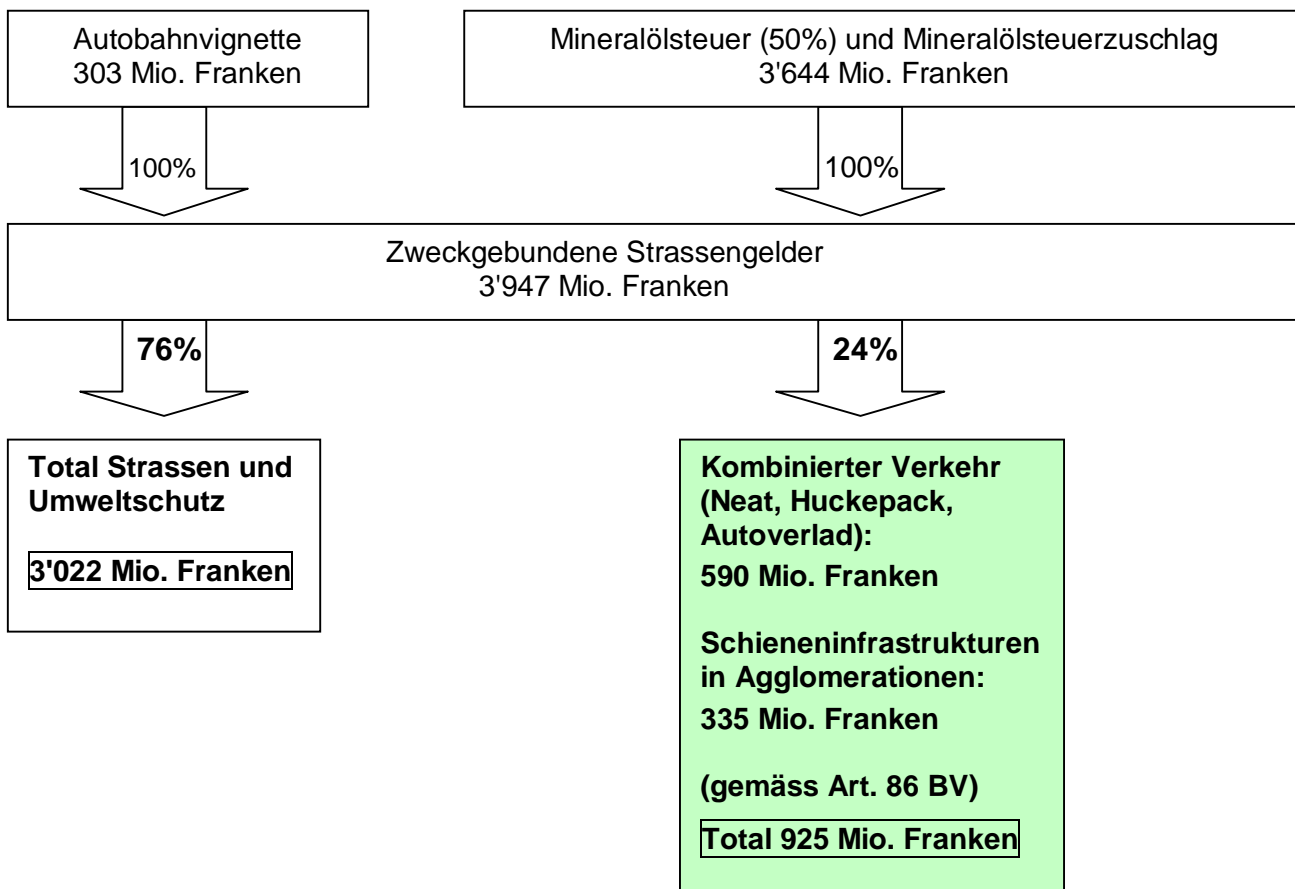 Autobahnvignette
303 Mio. Franken
Mineralölsteuer (50%) und Mineralölsteuerzuschlag
3'644 Mio. Franken
100%
100%
Zweckgebundene Strassengelder
3'947 Mio. Franken
76%
24%
Total Strassen und
Umweltschutz
3'022 Mio. Franken
Kombinierter Verkehr
(Neat, Huckepack,
Autoverlad):
590 Mio. Franken
Schieneninfrastrukturen
in Agglomerationen:
335 Mio. Franken
(gemäss Art. 86 BV)
Total 925 Mio. Franken